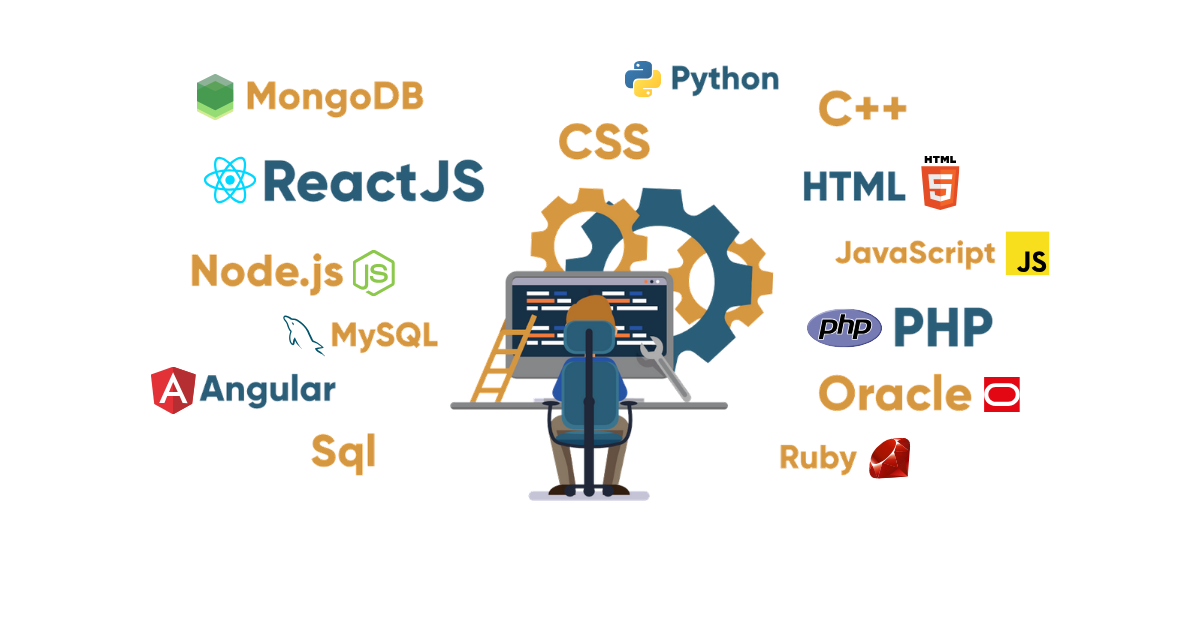 MongoDB
Python
C++
CSS
ReactJS
HTML
HTML
5
Node.js
JS
JavaScript
JS
MySQL
php
PHP
A
Angular
Oracle
Sql
Ruby